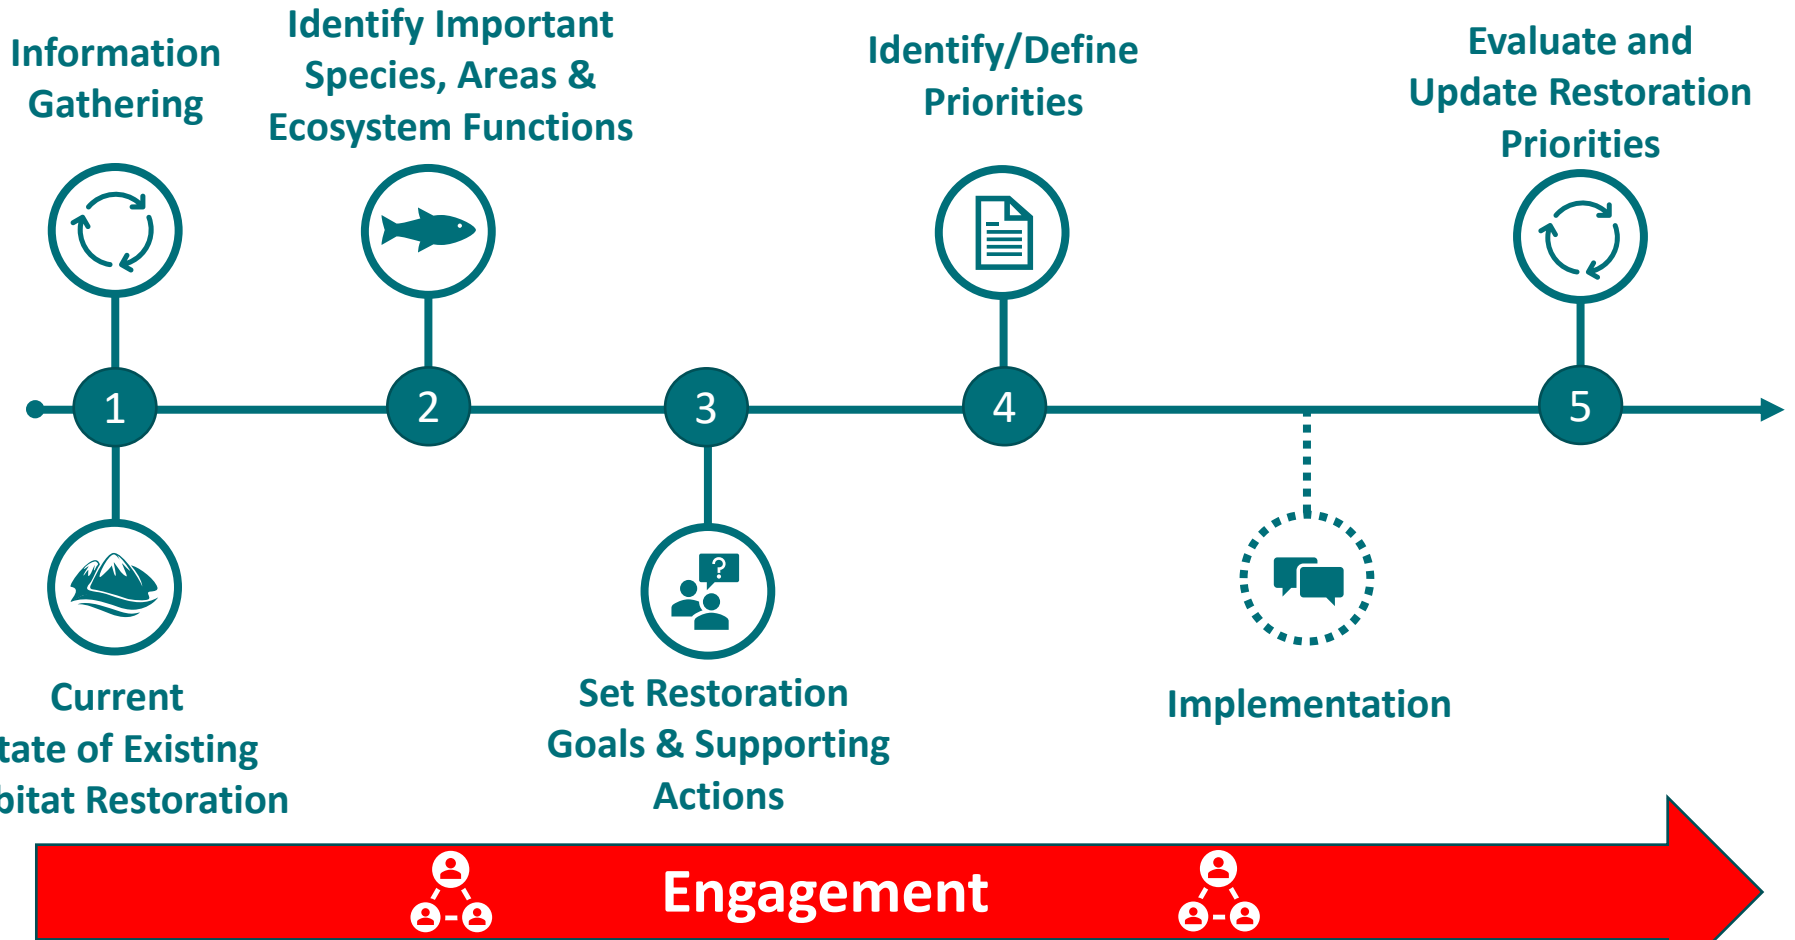 Information
Gathering
Identify Important
Species, Areas &
Ecosystem Functions
Identify/Define
Priorities
Evaluate and
Update Restoration
Priorities
1
2
3
4
5
?
Current
tate of Existing
bitat Restoration
Set Restoration
Goals & Supporting
Actions
Implementation
Engagement